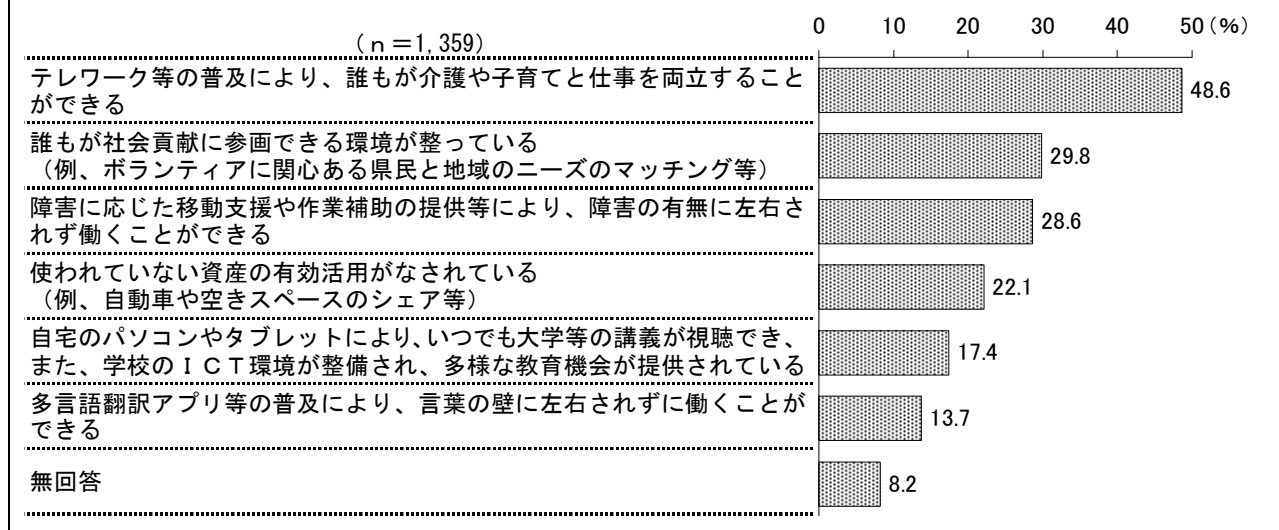 0 10 20 30 40 50(%)
(n=1,359)
テレワーク等の普及により、誰もが介護や子育てと仕事を両立すること
ができる
48.6
誰もが社会貢献に参画できる環境が整っている
(例、ボランティアに関心ある県民と地域のニーズのマッチング等)
29.8
障害に応じた移動支援や作業補助の提供等により、障害の有無に左右さ
れず働くことができる
28.6
使われていない資産の有効活用がなされている
(例、自動車や空きスペースのシェア等)
22.1
自宅のパソコンやタブレットにより、いつでも大学等の講義が視聴でき、
また、学校のICT環境が整備され、多様な教育機会が提供されている
17.4
多言語翻訳アプリ等の普及により、言葉の壁に左右されずに働くことが
できる
13.7
無回答
8.2